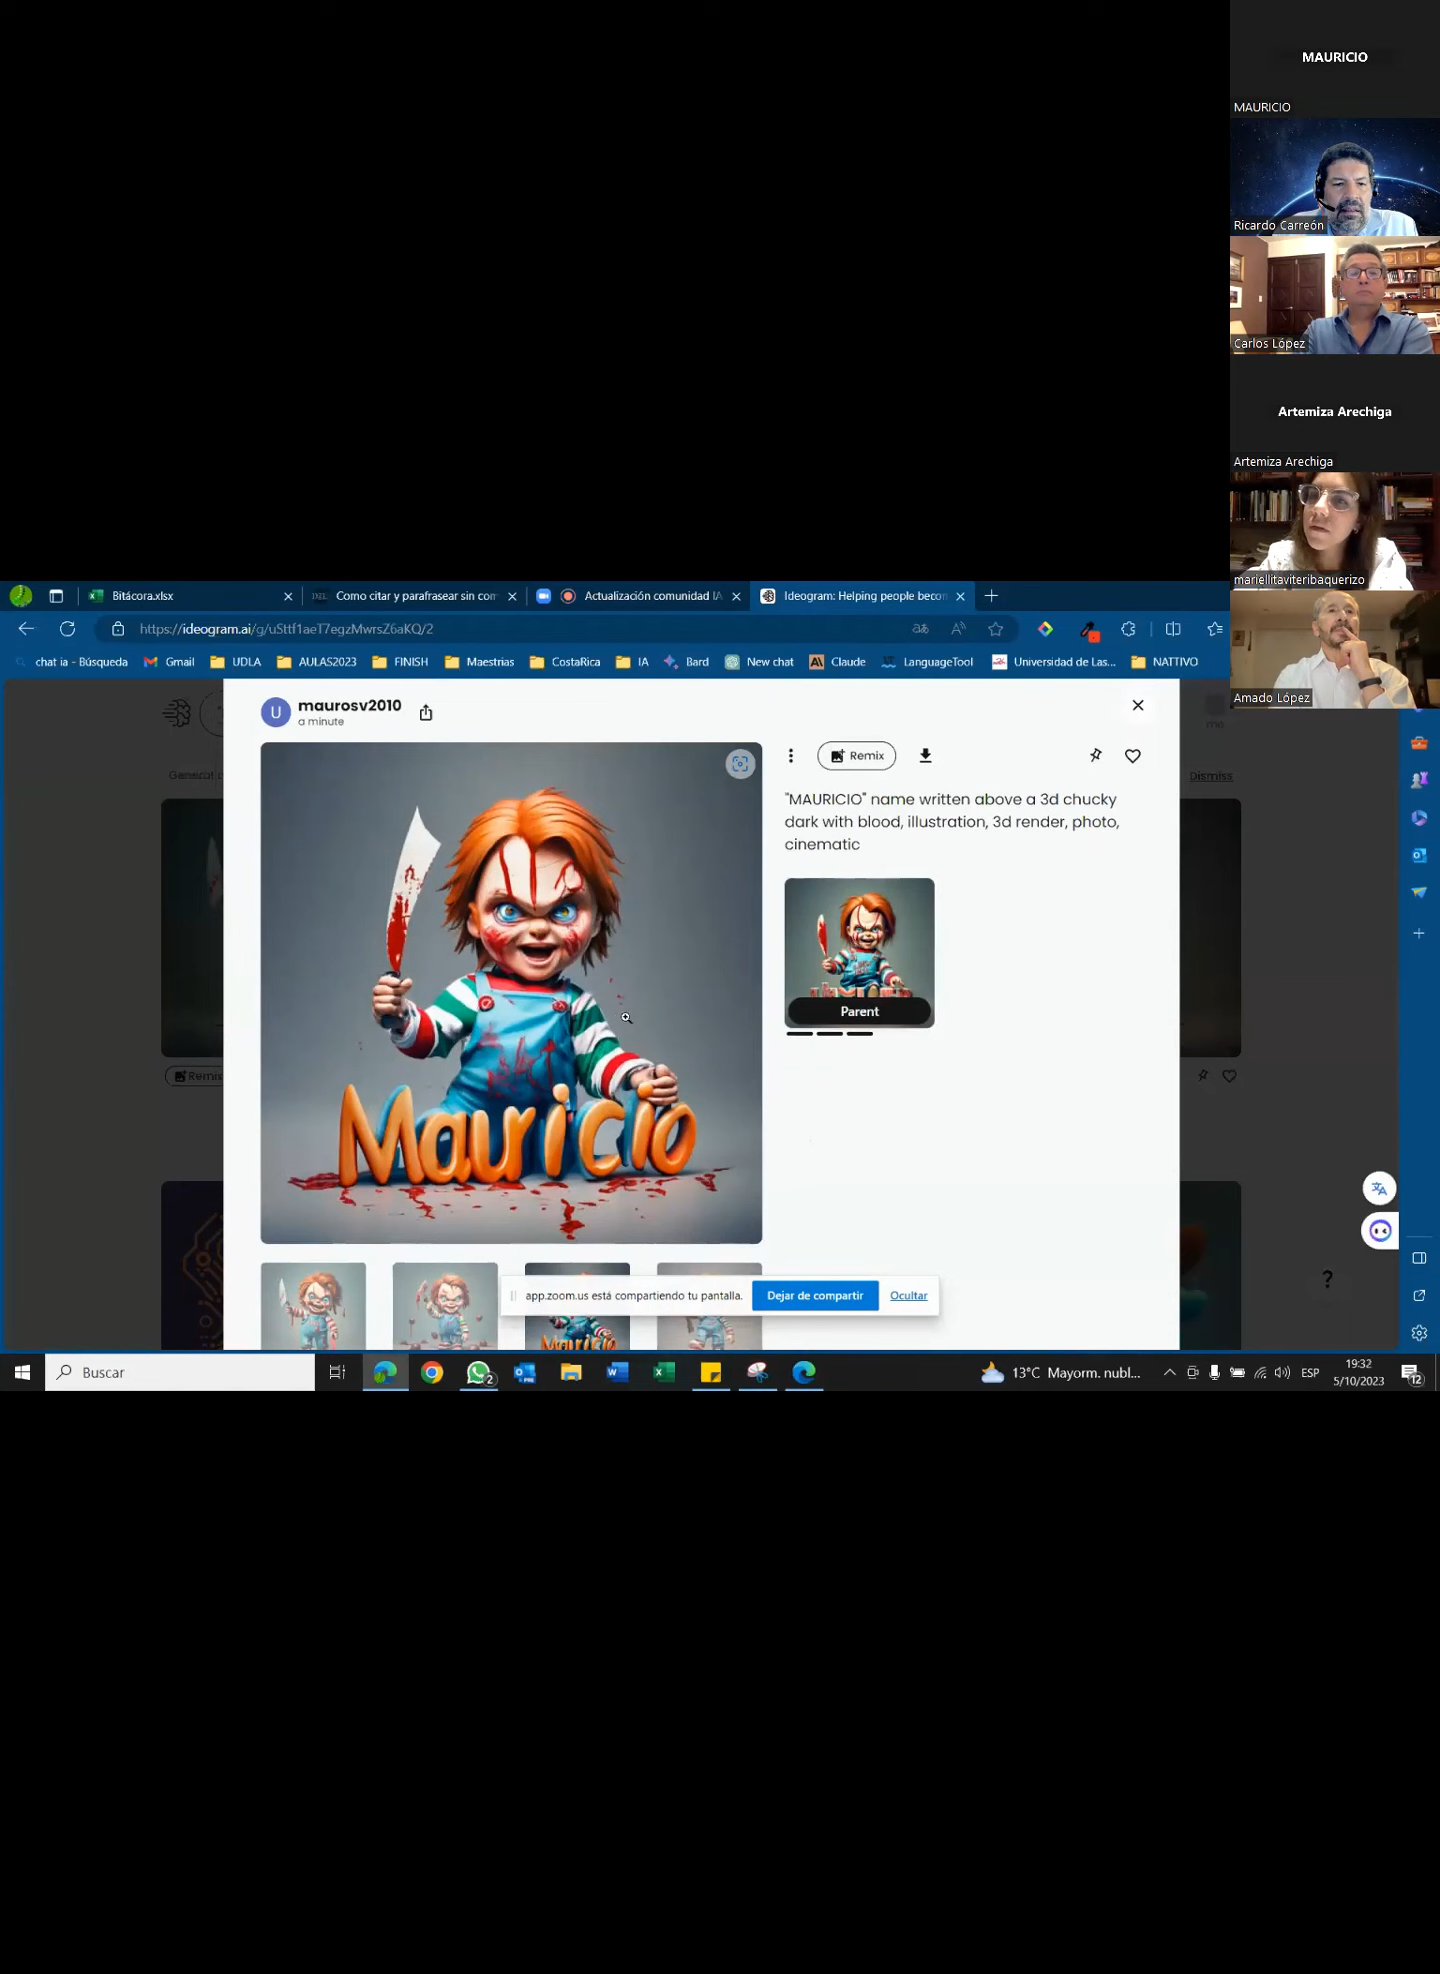 MAURICIO
MAURICIO
Ricardo Carreón
Carlos López
Artemiza Arechiga
Artemiza Arechiga
mariellitaviteribaquerizo
Amado López
Bitácora.xlsx
Como citar y parafrasear sin com
Actualización comunidad IA
Ideogram: Helping people becom
https://ideogram.ai/g/uSttf1aeT7egzMwrsZ6aKQ/2
chat ia - Búsqueda
Gmail
UDLA
AULAS2023
FINISH
Maestrias
CostaRica
IA
Bard
New chat
Claude
LanguageTool
Universidad de Las...
NATTIVO
U
maurosv2010
a minute
Remix
"MAURICIO" name written above a 3d chucky
dark with blood, illustration, 3d render, photo,
cinematic
Parent
Mauricio
Dismiss
Remix
?
app.zoom.us está compartiendo tu pantalla.
Dejar de compartir
Ocultar
Buscar
2
13°C Mayorm. nubl...
ESP
19:32
5/10/2023
12